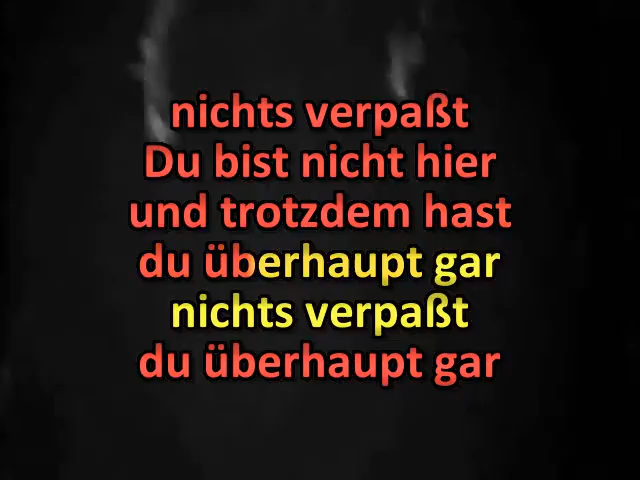 nichts verpaßt
Du bist nicht hier
und trotzdem hast
du überhaupt gar
nichts verpaßt
du überhaupt gar